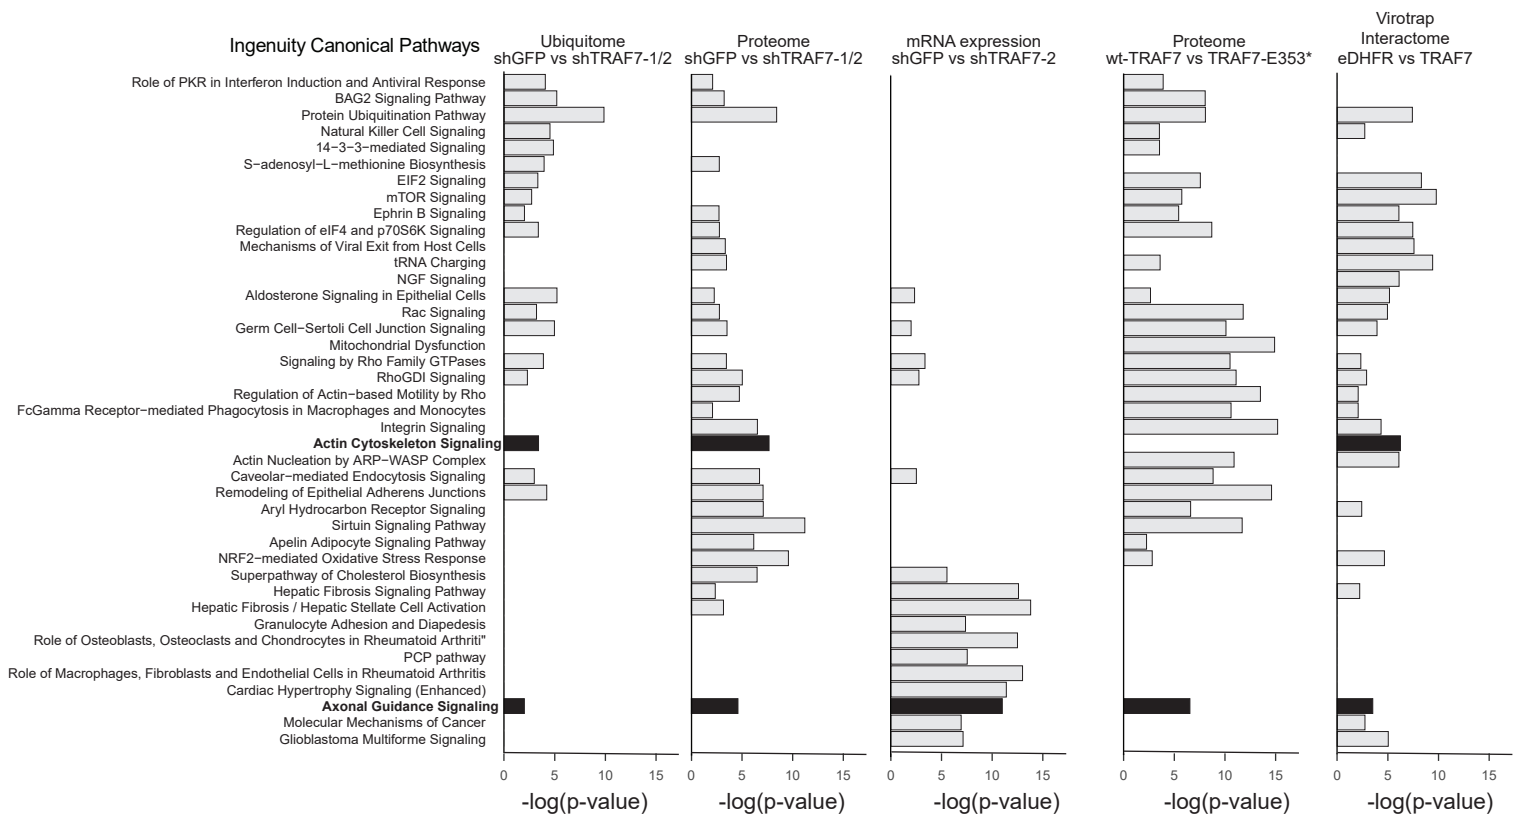 Ingenuity Canonical Pathways
Ubiquitome
shGFP vs shTRAF7-1/2
Proteome
shGFP vs shTRAF7-1/2
mRNA expression
shGFP vs shTRAF7-2
Proteome
wt-TRAF7 vs TRAF7-E353*
Virotrap
Interactome
eDHFR vs TRAF7
Role of PKR in Interferon Induction and Antiviral Response
BAG2 Signaling Pathway
Protein Ubiquitination Pathway
Natural Killer Cell Signaling
14−3−3−mediated Signaling
S−adenosyl−L−methionine Biosynthesis
EIF2 Signaling
mTOR Signaling
Ephrin B Signaling
Regulation of eIF4 and p70S6K Signaling
Mechanisms of Viral Exit from Host Cells
tRNA Charging
NGF Signaling
Aldosterone Signaling in Epithelial Cells
Rac Signaling
Germ Cell−Sertoli Cell Junction Signaling
Mitochondrial Dysfunction
Signaling by Rho Family GTPases
RhoGDI Signaling
Regulation of Actin−based Motility by Rho
FcGamma Receptor−mediated Phagocytosis in Macrophages and Monocytes
Integrin Signaling
Actin Cytoskeleton Signaling
Actin Nucleation by ARP−WASP Complex
Caveolar−mediated Endocytosis Signaling
Remodeling of Epithelial Adherens Junctions
Aryl Hydrocarbon Receptor Signaling
Sirtuin Signaling Pathway
Apelin Adipocyte Signaling Pathway
NRF2−mediated Oxidative Stress Response
Superpathway of Cholesterol Biosynthesis
Hepatic Fibrosis Signaling Pathway
Hepatic Fibrosis / Hepatic Stellate Cell Activation
Granulocyte Adhesion and Diapedesis
Role of Osteoblasts, Osteoclasts and Chondrocytes in Rheumatoid Arthriti"
PCP pathway
Role of Macrophages, Fibroblasts and Endothelial Cells in Rheumatoid Arthritis
Cardiac Hypertrophy Signaling (Enhanced)
Axonal Guidance Signaling
Molecular Mechanisms of Cancer
Glioblastoma Multiforme Signaling
0 5 10 15
0 5 10 15
0 5 10 15
0 5 10 15
0 5 10 15
-log(p-value)
-log(p-value)
-log(p-value)
-log(p-value)
-log(p-value)